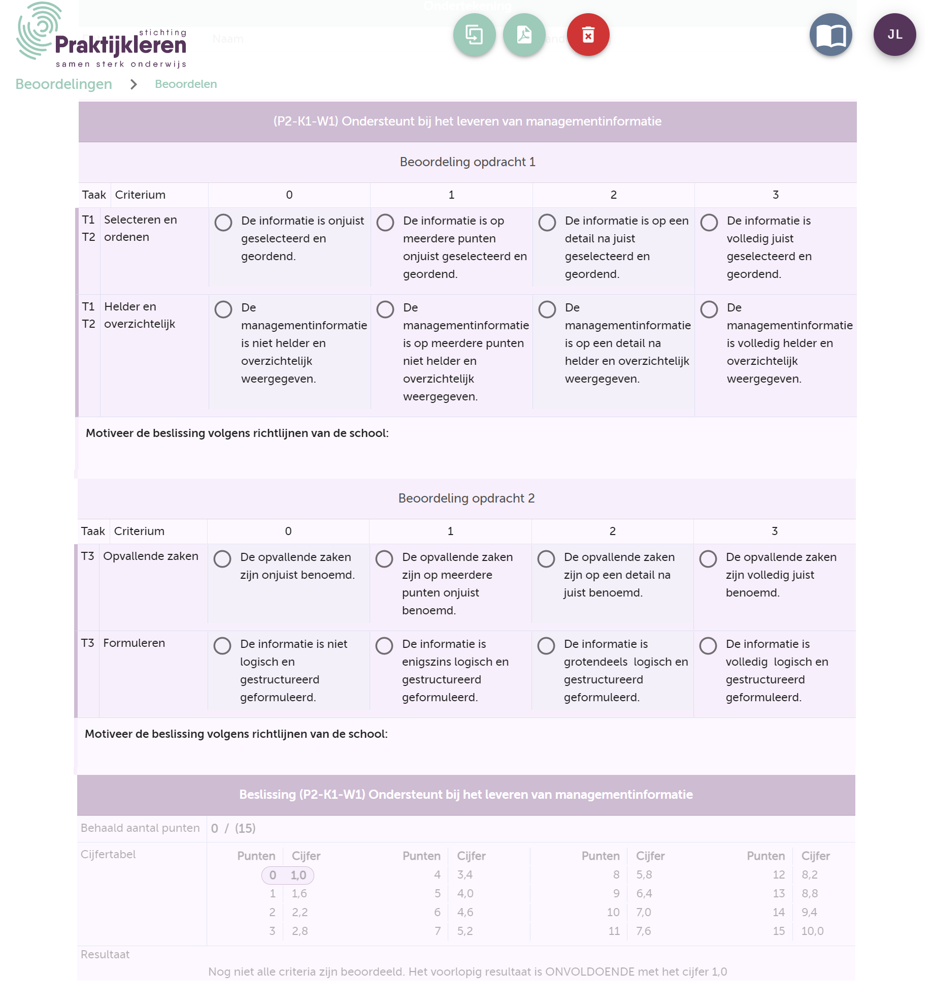 Ondertekening
Naam
stichting
Praktijkleren
samen sterk onderwijs
JL
Beoordelingen > Beoordelen
(P2-K1-W1) Ondersteunt bij het leveren van managementinformatie
Beoordeling opdracht 1
Taak Criterium 0 1 2 3
T1 Selecteren en De informatie is onjuist De informatie is op De informatie is op een De informatie is
T2 ordenen geselecteerd en meerdere punten detail na juist volledig juist
geordend. onjuist geselecteerd en geselecteerd en geselecteerd en
geordend. geordend. geordend.
T1 Helder en De De De De
T2 overzichtelijk managementinformatie managementinformatie managementinformatie managementinformatie
is niet helder en is op meerdere punten is op een detail na is volledig helder en
overzichtelijk niet helder en helder en overzichtelijk overzichtelijk
weergegeven. overzichtelijk weergegeven. weergegeven.
weergegeven.
Motiveer de beslissing volgens richtlijnen van de school:
Beoordeling opdracht 2
Taak Criterium 0 1 2 3
T3 Opvallende zaken De opvallende zaken De opvallende zaken De opvallende zaken De opvallende zaken
zijn onjuist benoemd. zijn op meerdere zijn op een detail na zijn volledig juist
punten onjuist juist benoemd. benoemd.
benoemd.
T3 Formuleren De informatie is niet De informatie is De informatie is De informatie is
logisch en enigszins logisch en grotendeels logisch en volledig logisch en
gestructureerd gestructureerd gestructureerd gestructureerd
geformuleerd. geformuleerd. geformuleerd. geformuleerd.
Motiveer de beslissing volgens richtlijnen van de school:
Beslissing (P2-K1-W1) Ondersteunt bij het leveren van managementinformatie
Behaald aantal punten 0 / (15)
Cijfertabel Punten Cijfer Punten Cijfer Punten Cijfer Punten Cijfer
0 1,0 4 3,4 8 5,8 12 8,2
1 1,6 5 4,0 9 6,4 13 8,8
2 2,2 6 4,6 10 7,0 14 9,4
3 2,8 7 5,2 11 7,6 15 10,0
Resultaat
Nog niet alle criteria zijn beoordeeld. Het voorlopig resultaat is ONVOLDOENDE met het cijfer 1,0